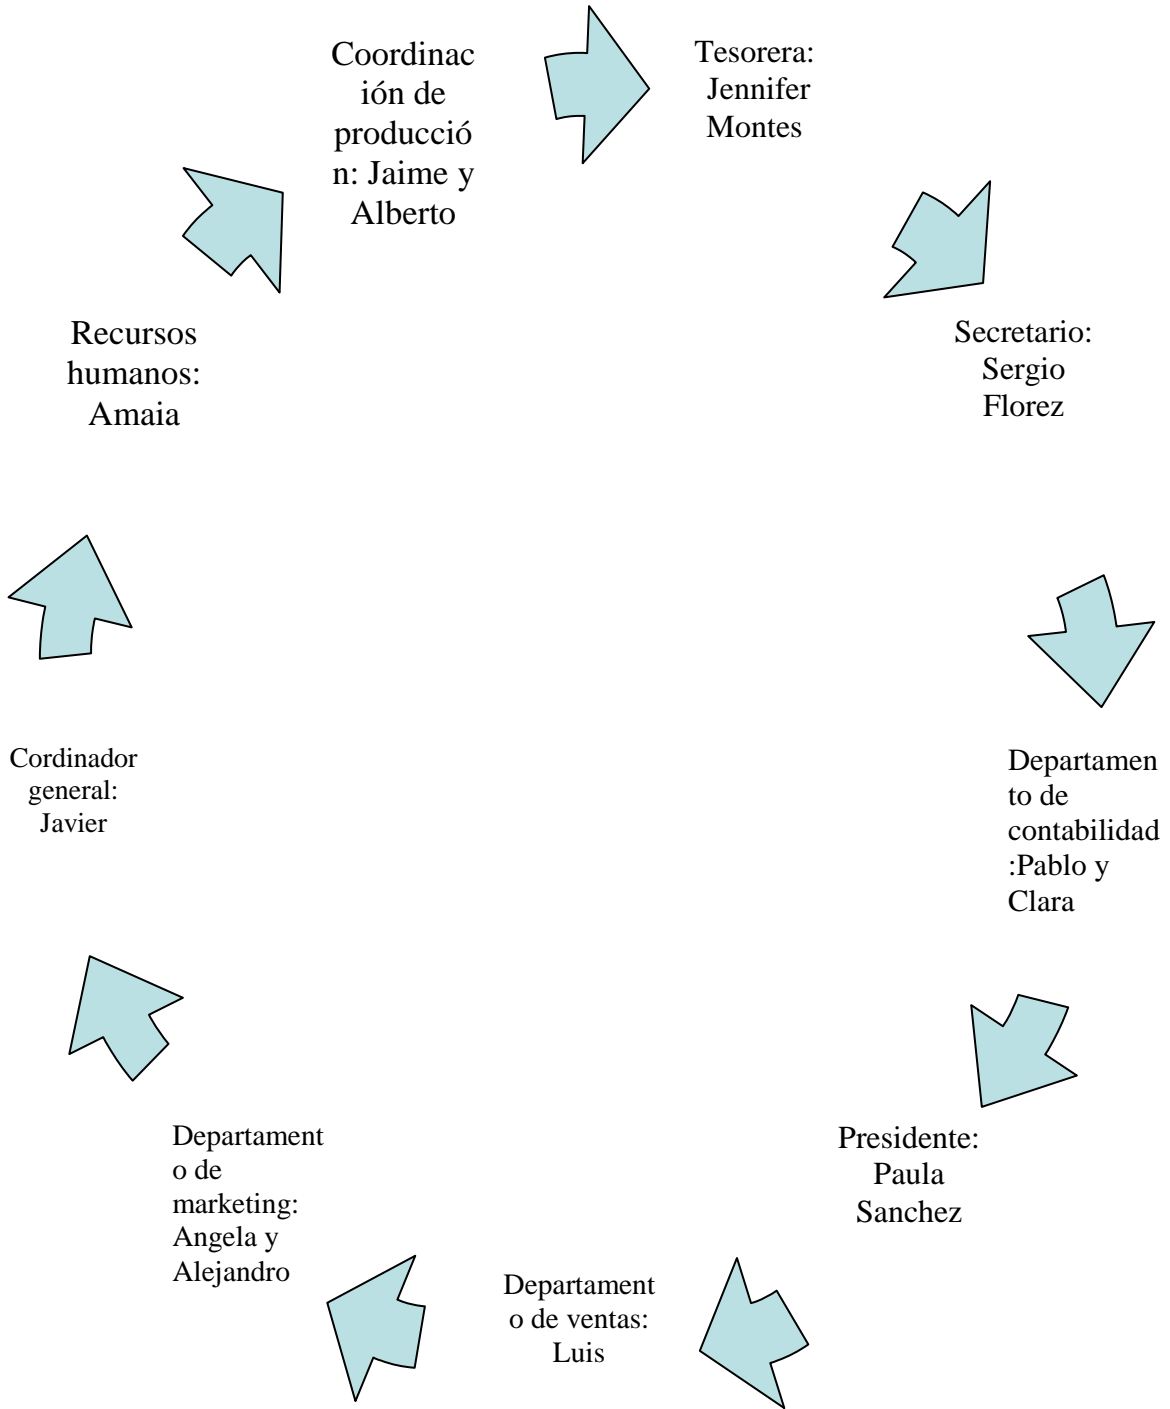 Coordinac
ión de
producció
n: Jaime y
Alberto
Tesorera:
Jennifer
Montes
Secretario:
Sergio
Florez
Departamen
to de
contabilidad
:Pablo y
Clara
Presidente:
Paula
Sanchez
Departament
o de ventas:
Luis
Departament
o de
marketing:
Angela y
Alejandro
Cordinador
general:
Javier
Recursos
humanos:
Amaia